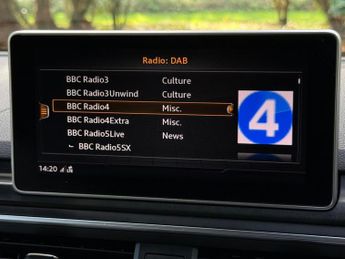 Radio: DAB
BBC Radio3 Culture
BBC Radio3Unwind Culture
BBC Radio4 Misc.
BBC Radio4Extra Misc.
BBC Radio5Live News
BBC Radio5SX
4
14:20